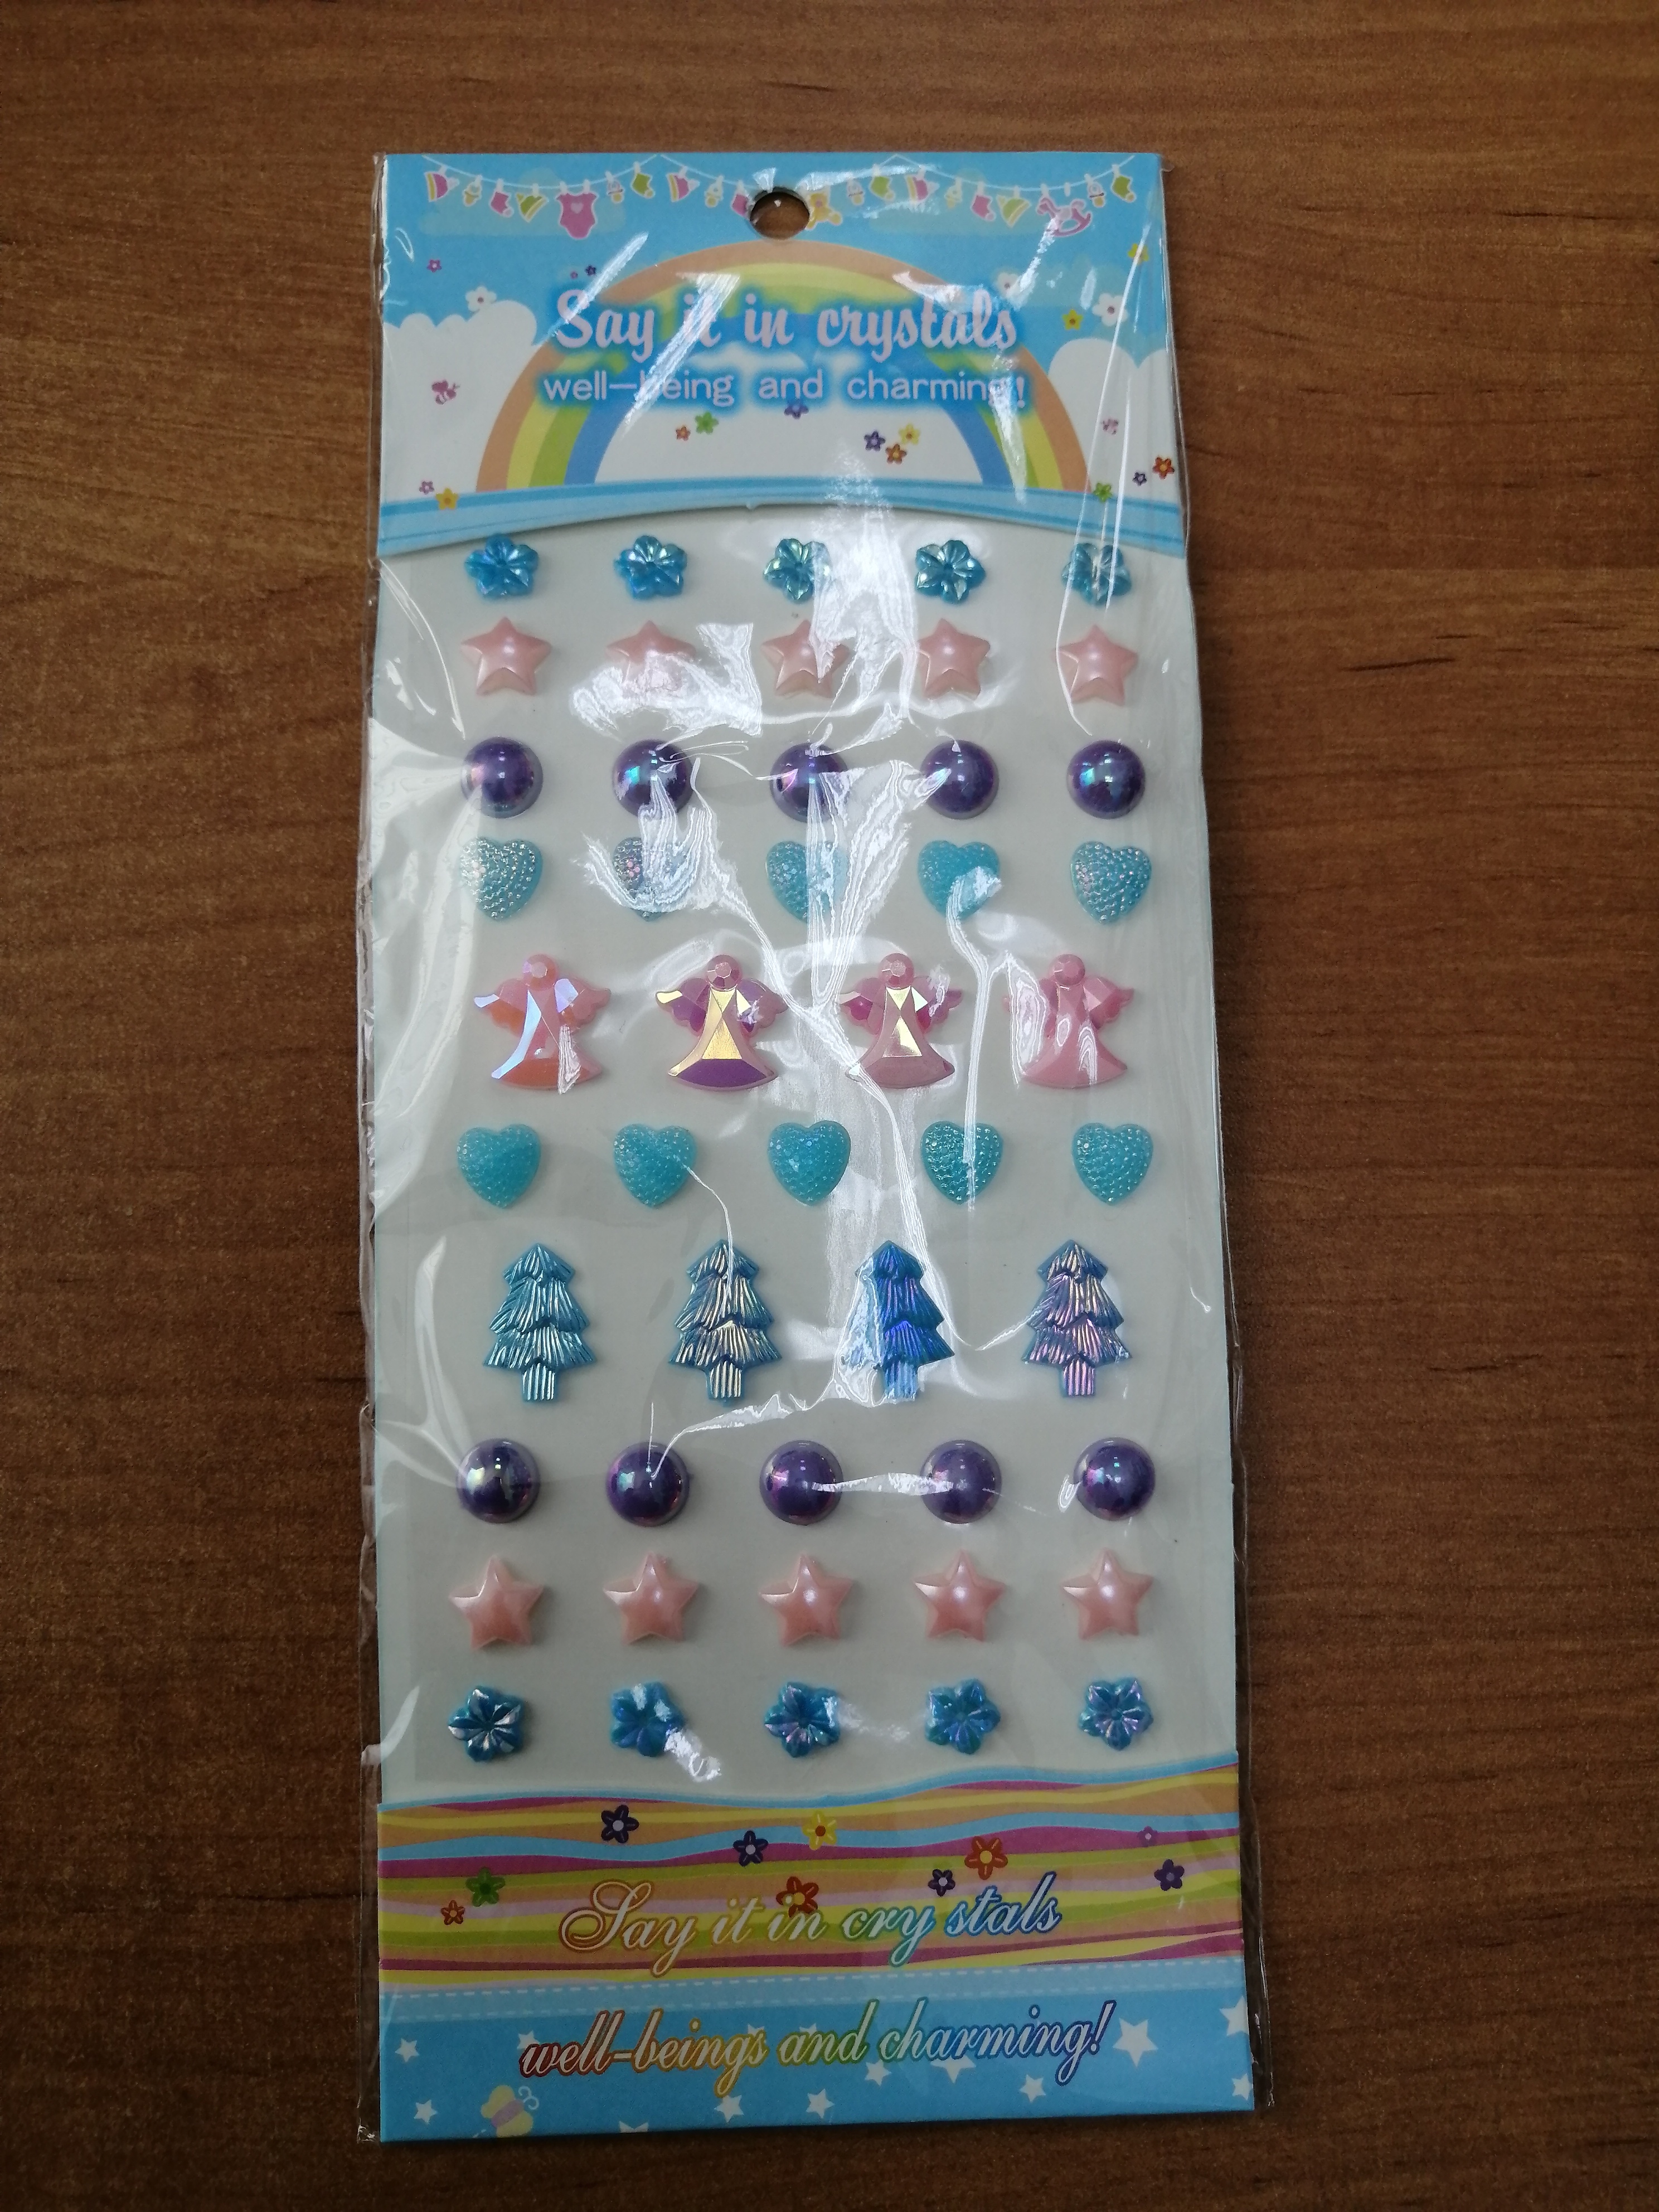 Say it in crystals
well-being and charming!
Say it in cry stals
well-beings and charming!